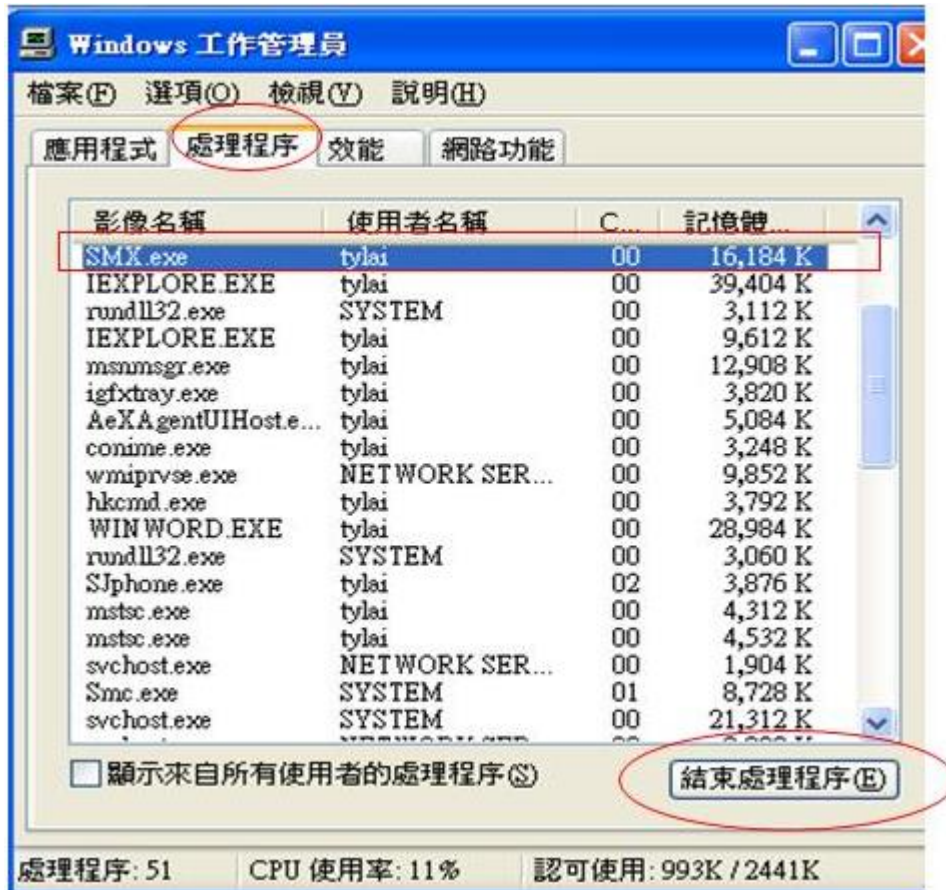 Windows 工作管理員
檔案(F) 選項(O) 檢視(V) 說明(H)
應用程式 處理程序 效能 網路功能
影像名稱 使用者名稱 C... 記憶體...
SMX.exe tylai 00 16,184 K
IEXPLORE.EXE tylai 00 39,404 K
rundll32.exe SYSTEM 00 3,112 K
IEXPLORE.EXE tylai 00 9,612 K
msnmsgr.exe tylai 00 12,908 K
igfxtray.exe tylai 00 3,820 K
AeXAgentUIHost.e... tylai 00 5,084 K
conime.exe tylai 00 3,248 K
wmiprvse.exe NETWORK SER... 00 9,852 K
hkcmd.exe tylai 00 3,792 K
WINWORD.EXE tylai 00 28,984 K
rundll32.exe SYSTEM 00 3,060 K
SJphone.exe tylai 02 3,876 K
mstsc.exe tylai 00 4,312 K
mstsc.exe tylai 00 4,532 K
svchost.exe NETWORK SER... 00 1,904 K
Smc.exe SYSTEM 01 8,728 K
svchost.exe SYSTEM 00 21,312 K
顯示來自所有使用者的處理程序(S) 結束處理程序(E)
處理程序: 51 CPU 使用率: 11% 認可使用: 993K / 2441K